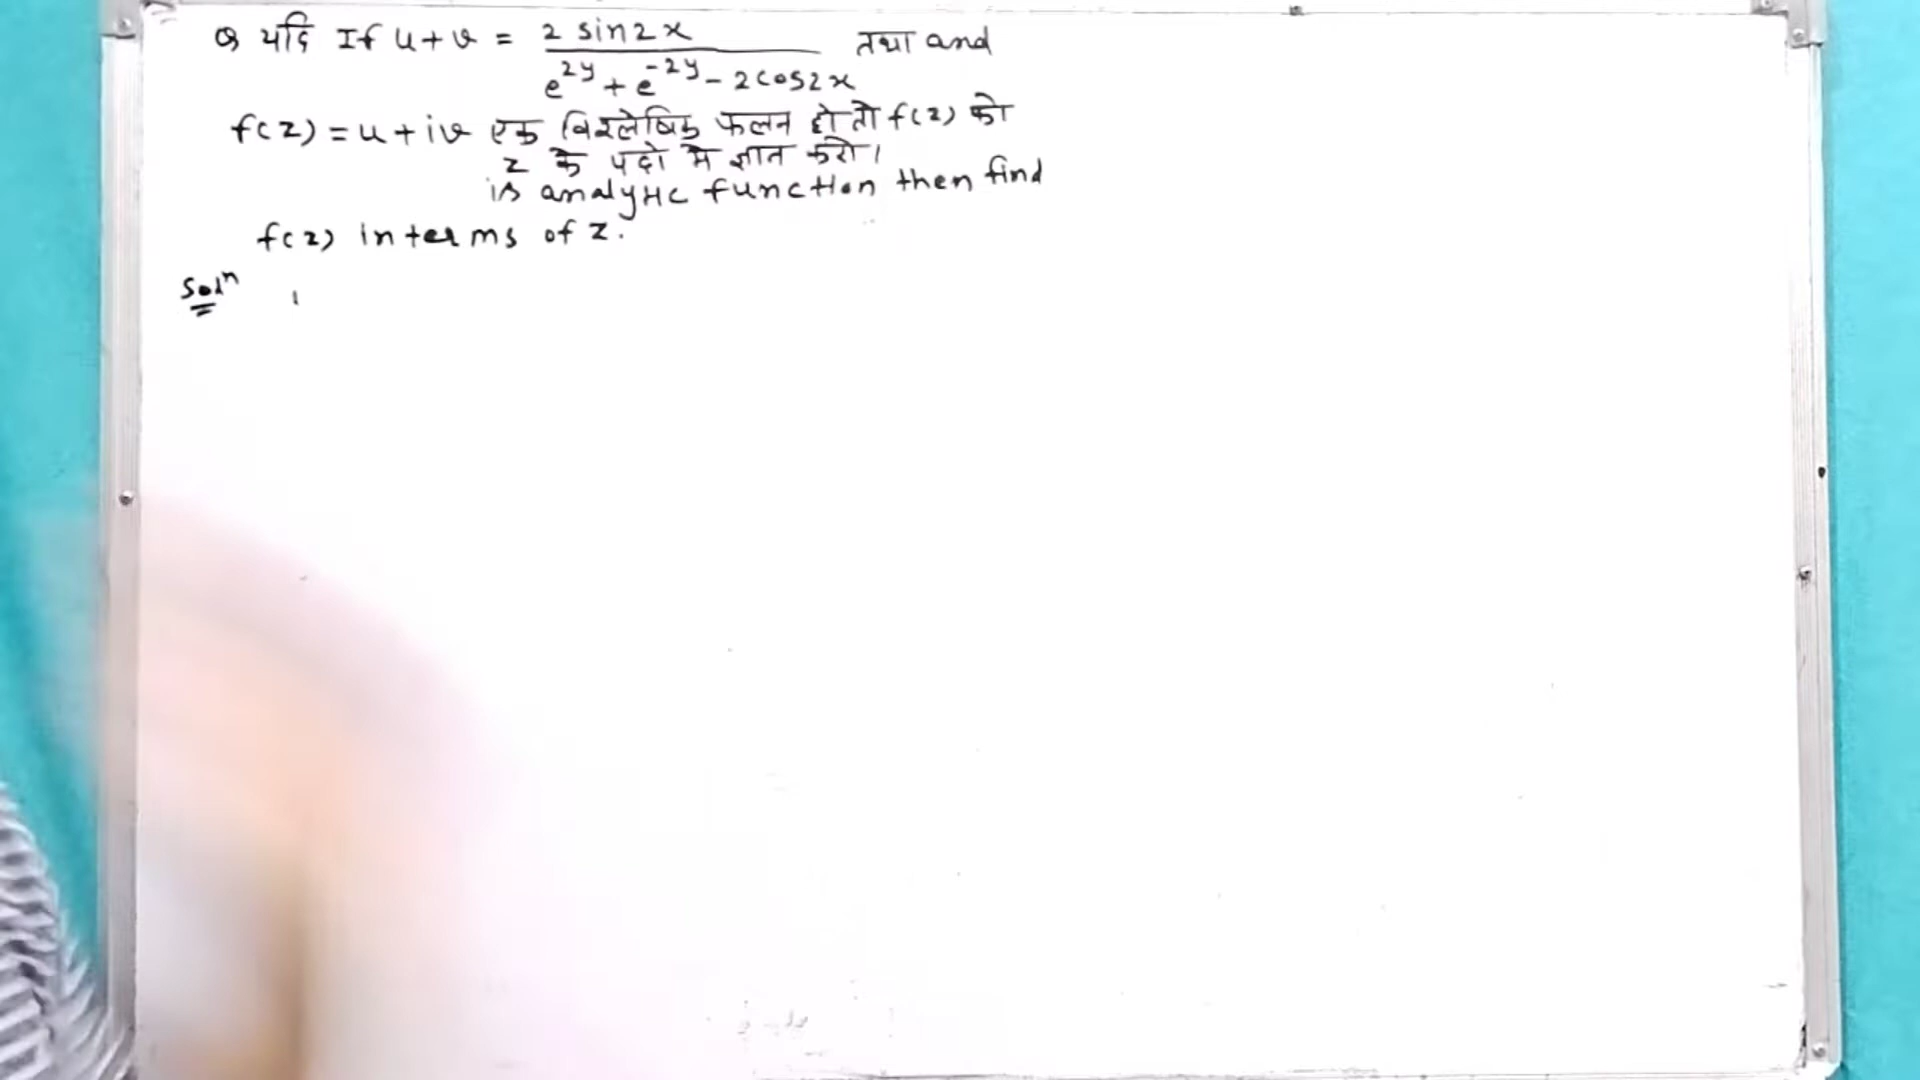 Q यदि If u+v = 2 sin2x / e^2y + e^-2y - 2cos2x तथा and
f(z) = u+iv एक विश्लेषिक फलन हो तो f(z) को
z के पदो मे ज्ञात करो।
is analytic function then find
f(z) in terms of z.
Solⁿ